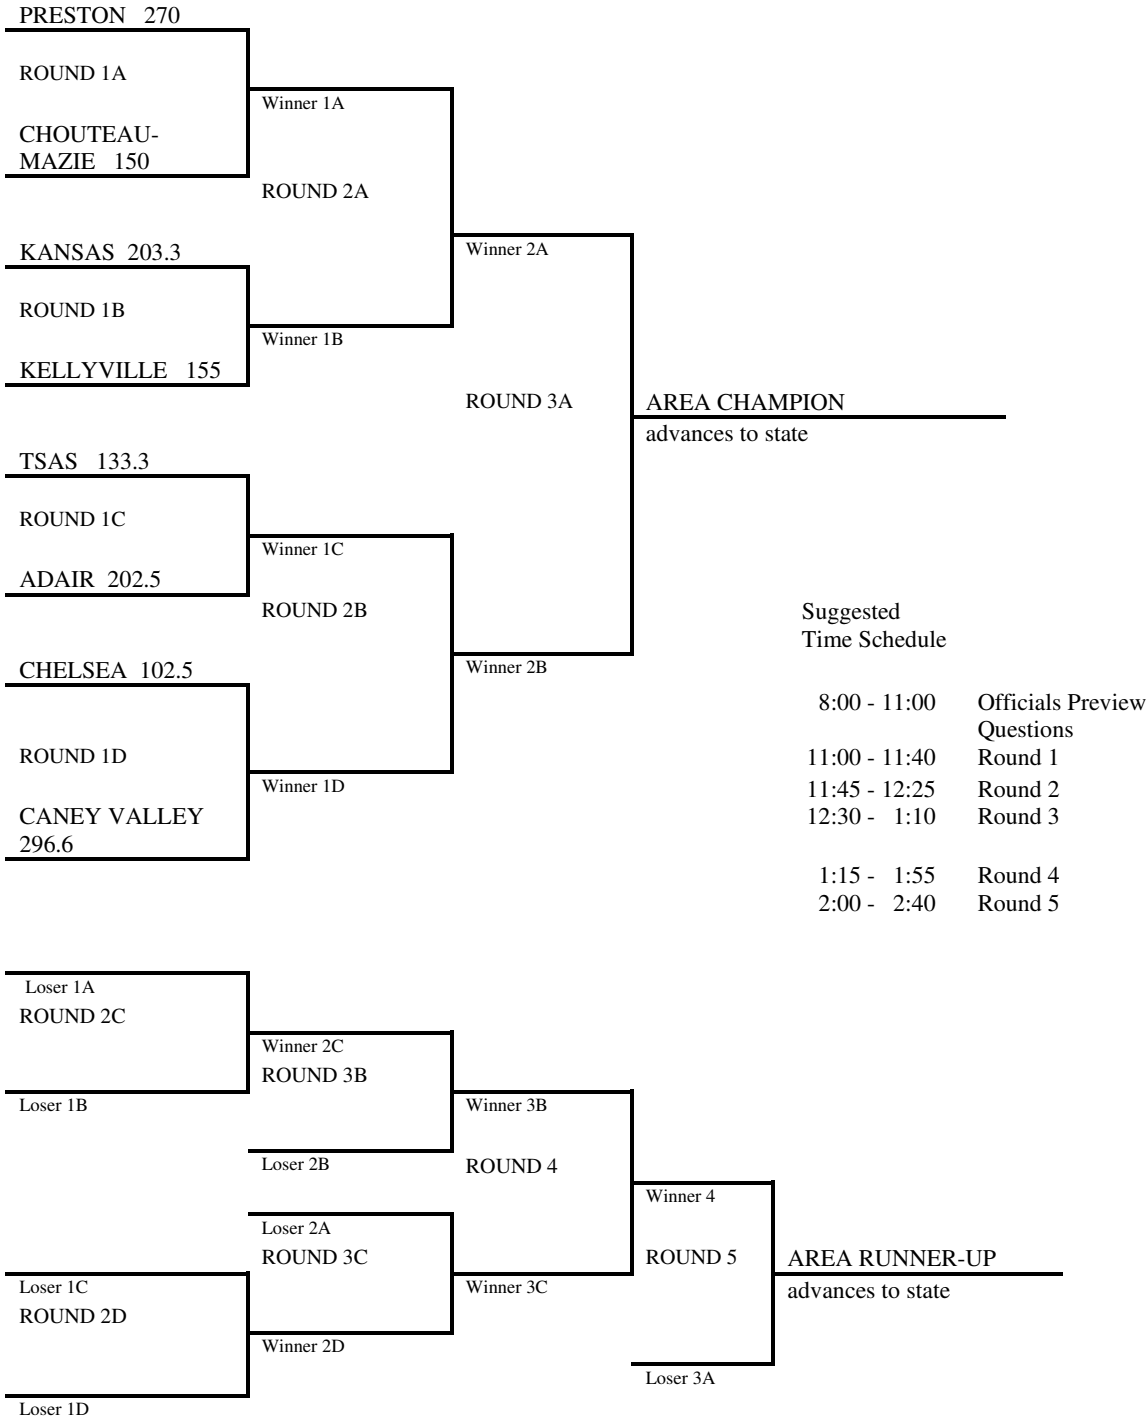 PRESTON 270
ROUND 1A
Winner 1A
CHOUTEAU-
MAZIE 150
ROUND 2A
KANSAS 203.3
Winner 2A
ROUND 1B
Winner 1B
KELLYVILLE 155
ROUND 3A
AREA CHAMPION
advances to state
TSAS 133.3
ROUND 1C
Winner 1C
ADAIR 202.5
ROUND 2B
CHELSEA 102.5
Winner 2B
ROUND 1D
Winner 1D
CANEY VALLEY
296.6
Suggested
Time Schedule
8:00 - 11:00 Officials Preview
Questions
11:00 - 11:40 Round 1
11:45 - 12:25 Round 2
12:30 - 1:10 Round 3
1:15 - 1:55 Round 4
2:00 - 2:40 Round 5
Loser 1A
ROUND 2C
Winner 2C
ROUND 3B
Loser 1B
Winner 3B
Loser 2B
ROUND 4
Winner 4
Loser 2A
ROUND 3C
ROUND 5
AREA RUNNER-UP
advances to state
Loser 1C
Winner 3C
ROUND 2D
Winner 2D
Loser 3A
Loser 1D